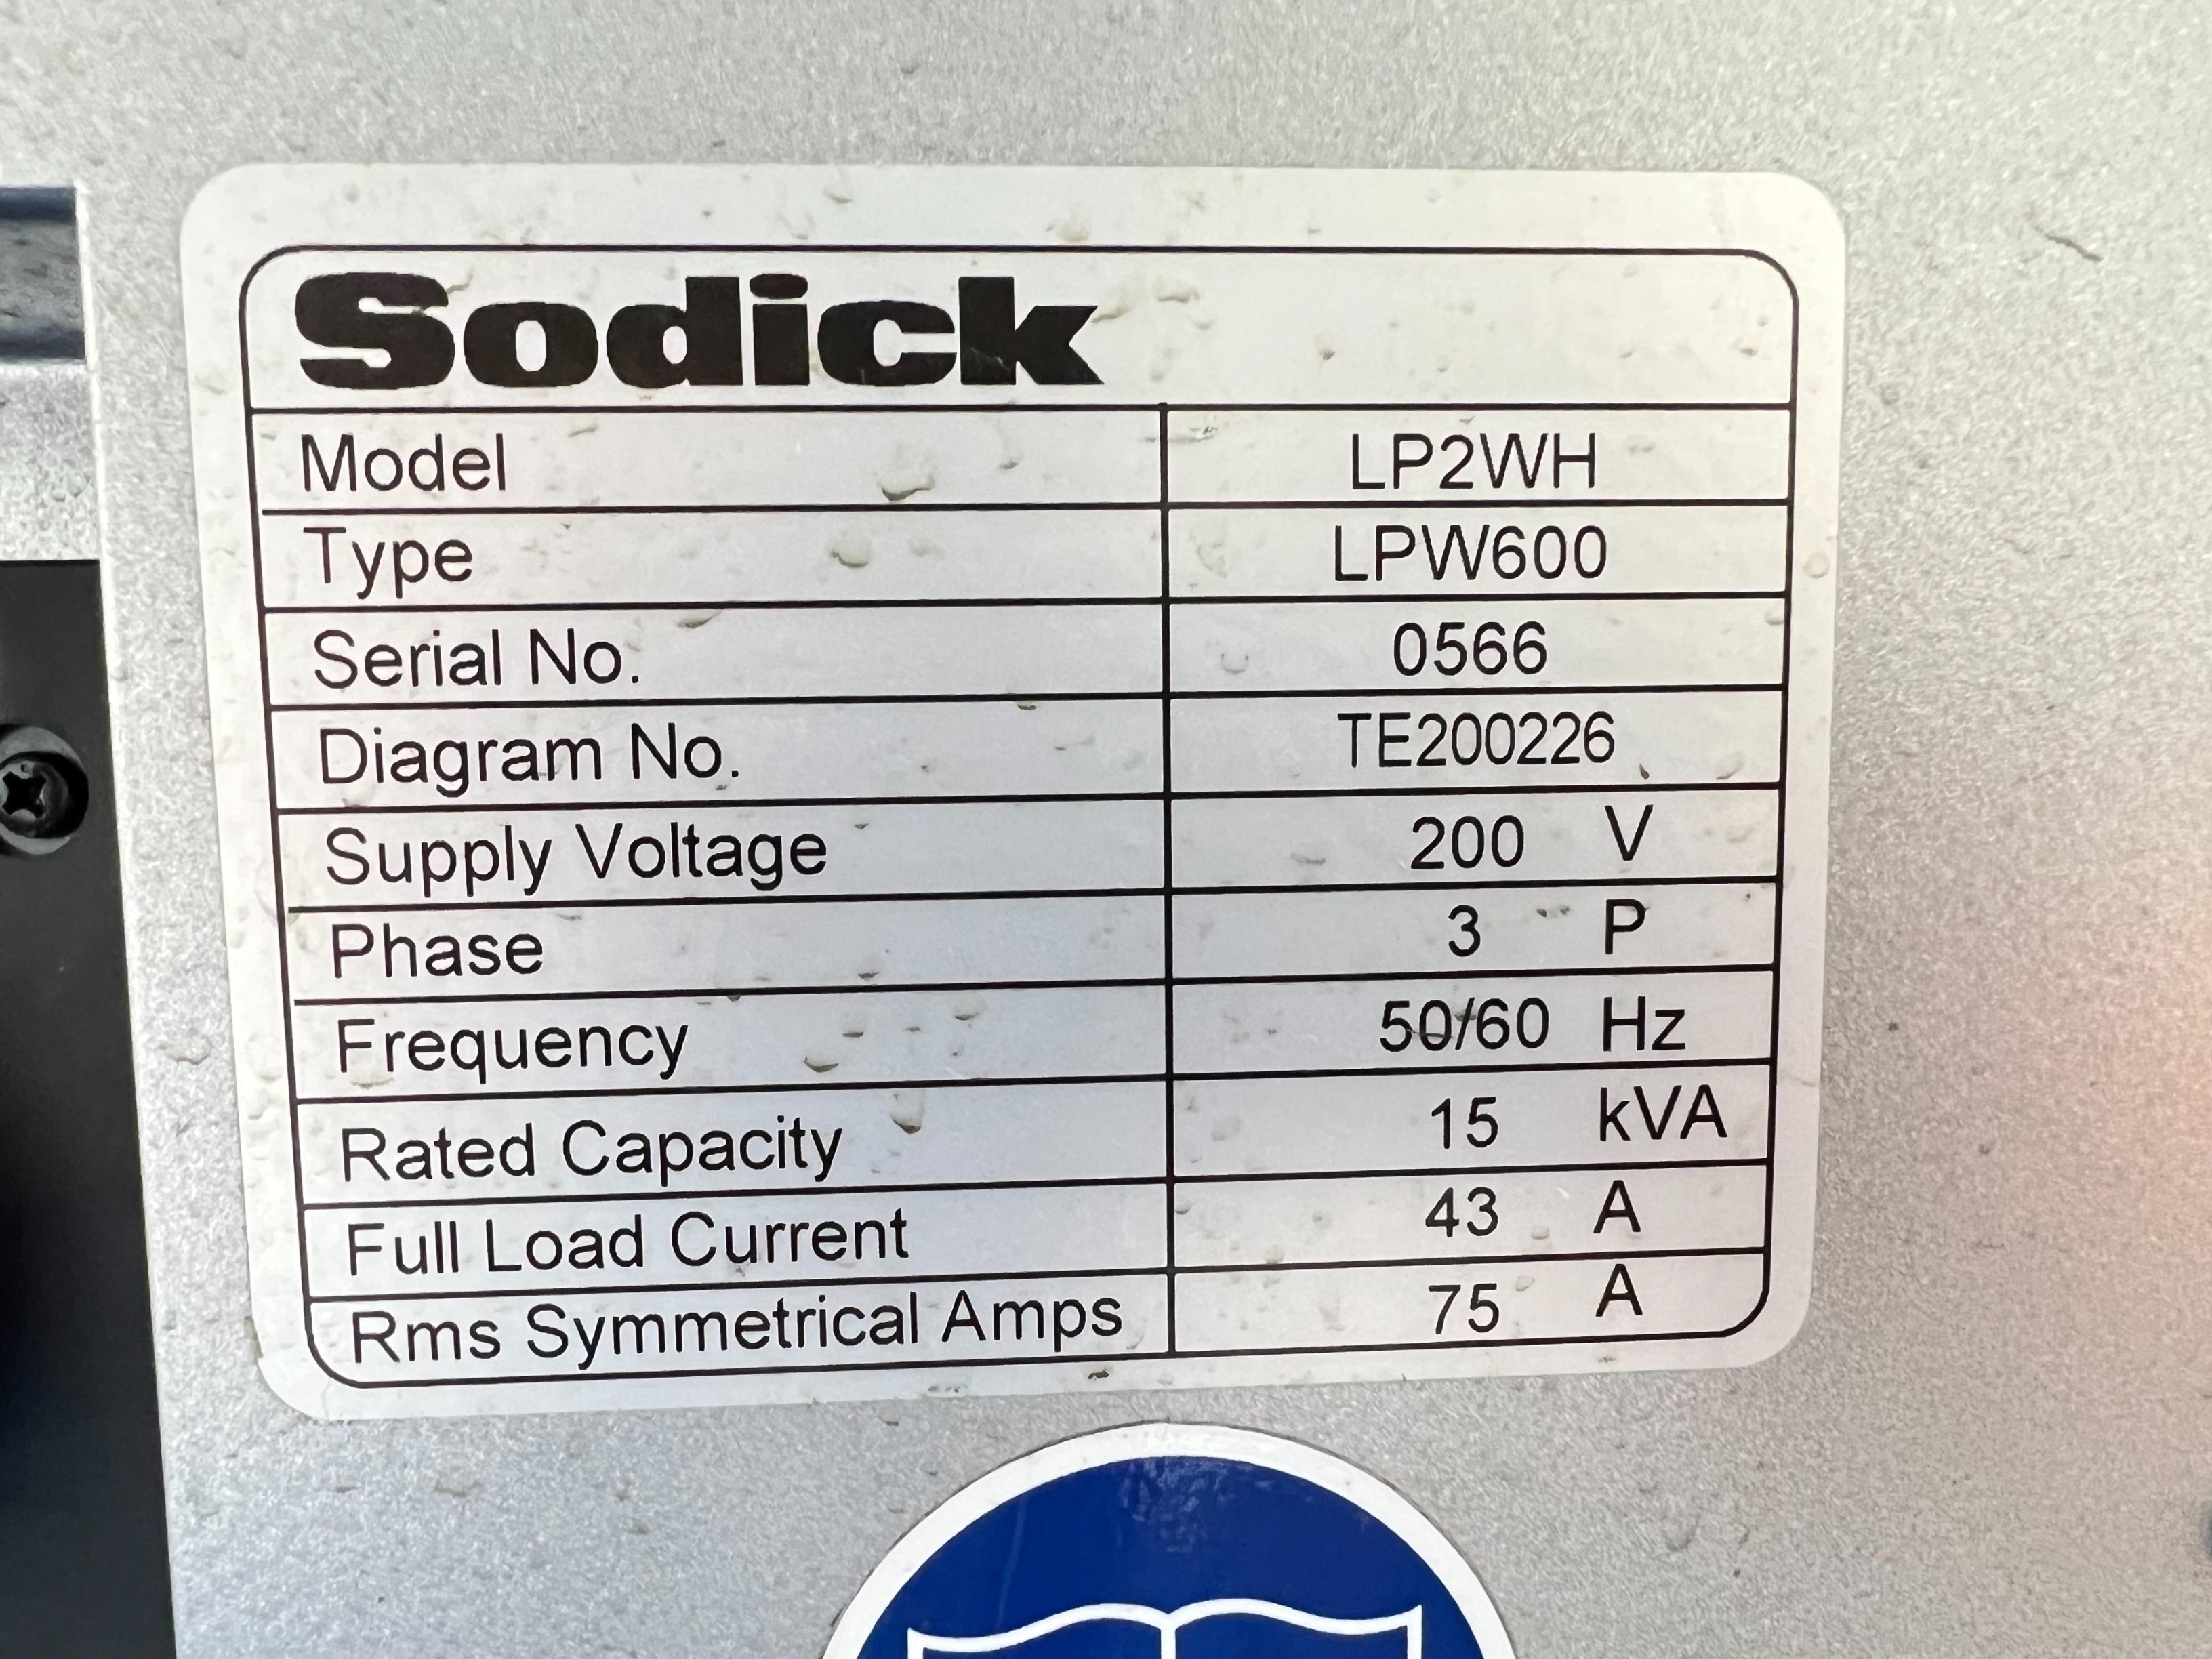 Sodick
Model LP2WH
Type LPW600
Serial No. 0566
Diagram No. TE200226
Supply Voltage 200 V
Phase 3 P
Frequency 50/60 Hz
Rated Capacity 15 kVA
Full Load Current 43 A
Rms Symmetrical Amps 75 A